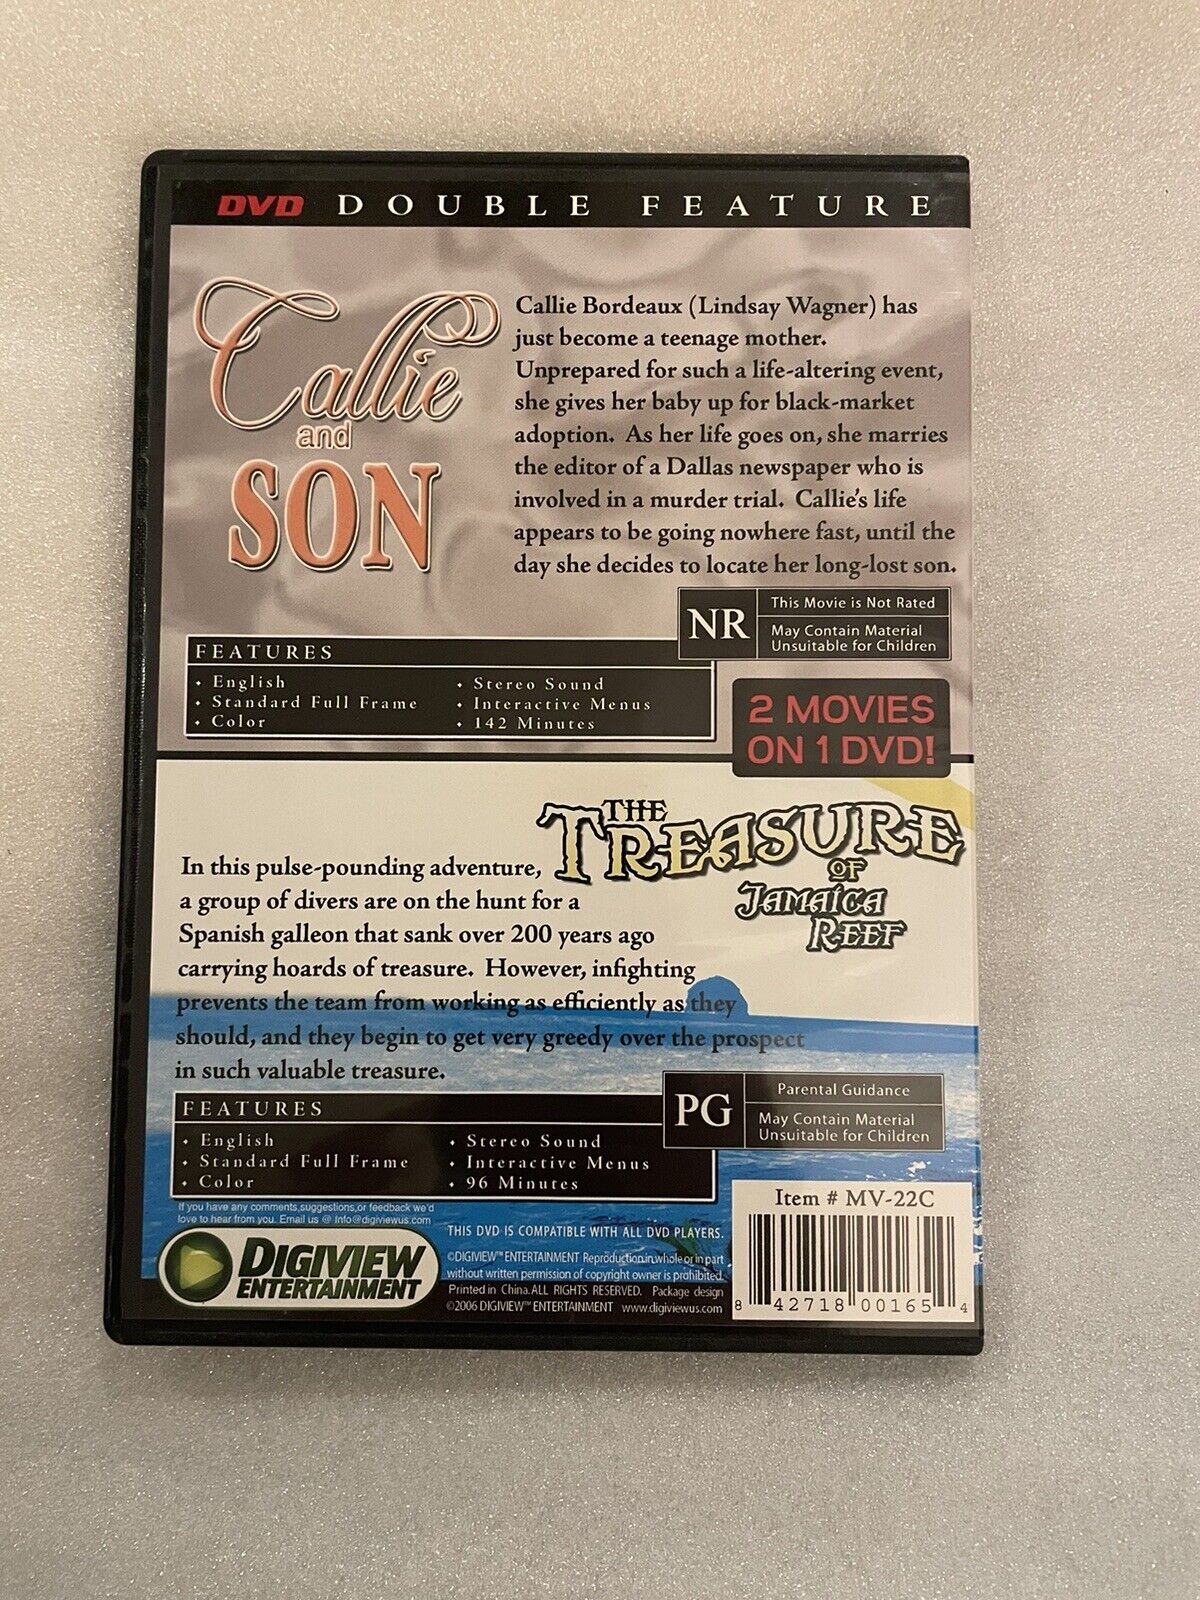 DVD DOUBLE FEATURE
Callie
and
SON
Callie Bordeaux (Lindsay Wagner) has
just become a teenage mother.
Unprepared for such a life-altering event,
she gives her baby up for black-market
adoption. As her life goes on, she marries
the editor of a Dallas newspaper who is
involved in a murder trial. Callie's life
appears to be going nowhere fast, until the
day she decides to locate her long-lost son.
NR
This Movie is Not Rated
May Contain Material
Unsuitable for Children
FEATURES
• English
• Standard Full Frame
• Color
• Stereo Sound
• Interactive Menus
• 142 Minutes
2 MOVIES
ON 1 DVD!
THE
TREASURE
OF
JAMAICA
REEF
In this pulse-pounding adventure,
a group of divers are on the hunt for a
Spanish galleon that sank over 200 years ago
carrying hoards of treasure. However, infighting
prevents the team from working as efficiently as they
should, and they begin to get very greedy over the prospect
in such valuable treasure.
PG
Parental Guidance
May Contain Material
Unsuitable for Children
FEATURES
• English
• Standard Full Frame
• Color
• Stereo Sound
• Interactive Menus
• 96 Minutes
If you have any comments,suggestions,or feedback we'd
love to hear from you. Email us @ Info@digiviewus.com
DIGIVIEW
ENTERTAINMENT
THIS DVD IS COMPATIBLE WITH ALL DVD PLAYERS.
©DIGIVIEW™ ENTERTAINMENT Reproduction in whole or in part
without written permission of copyright owner is prohibited.
Printed in China. ALL RIGHTS RESERVED. Package design
©2006 DIGIVIEW™ ENTERTAINMENT www.digiviewus.com
Item # MV-22C
8 42718 00165 4